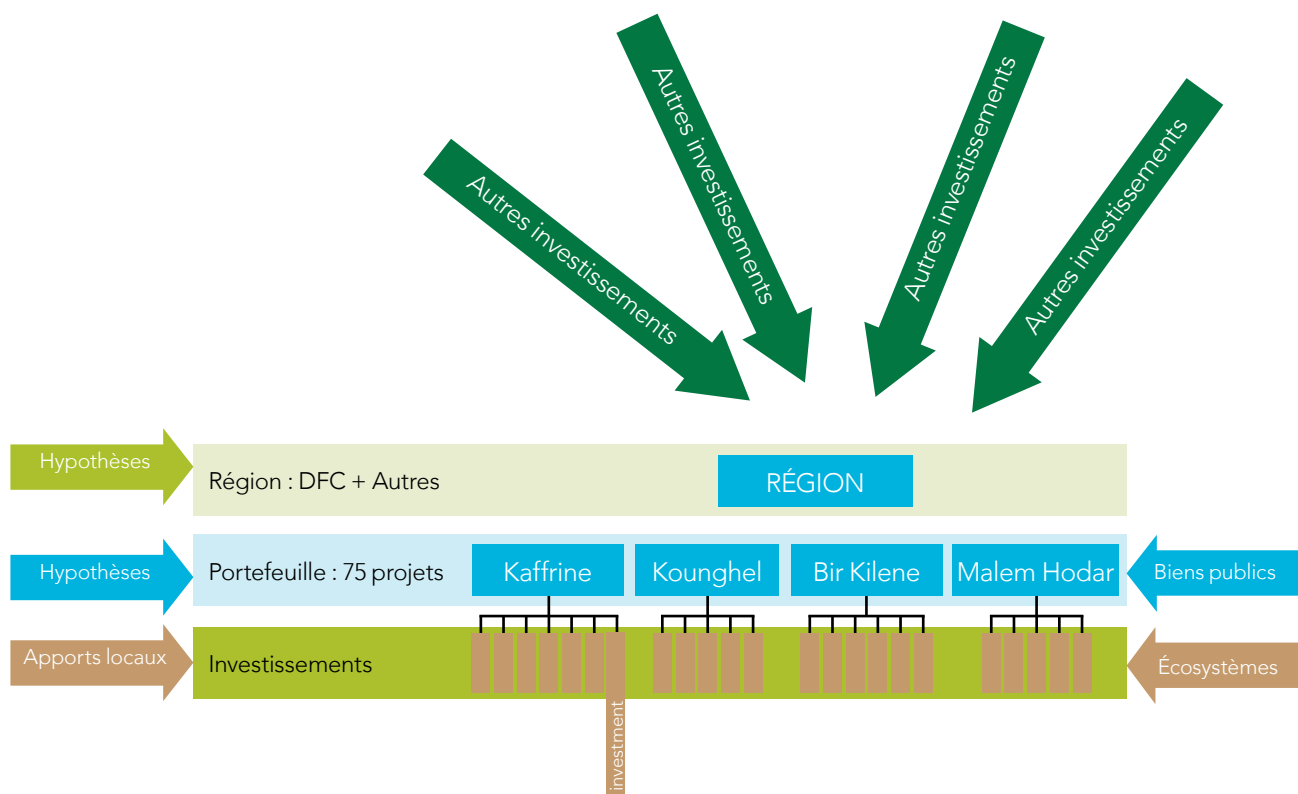 Autres investissements
Autres investissements
Autres investissements
Autres investissements
Hypothèses
Région : DFC + Autres
RÉGION
Hypothèses
Portefeuille : 75 projets
Kaffrine
Kounghel
Bir Kilene
Malem Hodar
Biens publics
Apports locaux
Investissements
Écosystèmes
investment